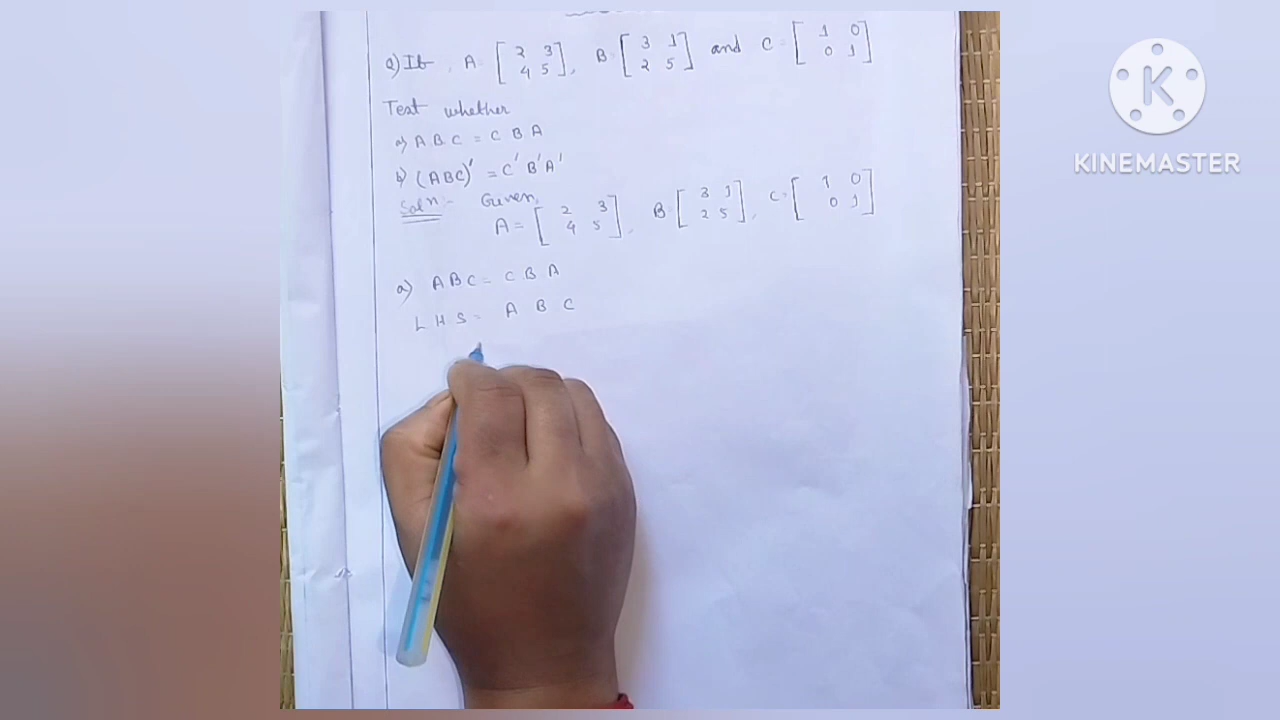 a) If, A = [2 3 4 5], B = [3 1 2 5] and C = [1 0 0 1]
Test whether
a) A B C = C B A
b) (ABC)' = C' B' A'
Solⁿ:- Given,
A = [2 3 4 5], B = [3 1 2 5], C = [1 0 0 1]
a) A B C = C B A
L H S = A B C
KINEMASTER